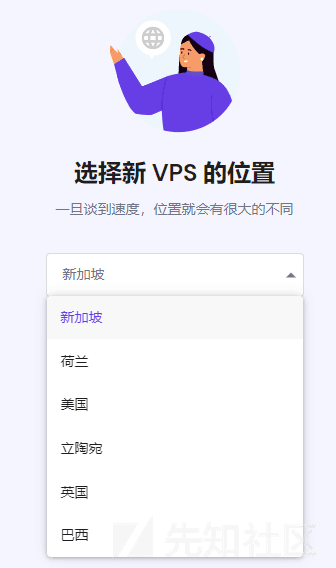 选择新 VPS 的位置
一旦谈到速度，位置就会有很大的不同
新加坡
新加坡
荷兰
美国
立陶宛
英国
巴西
先知社区